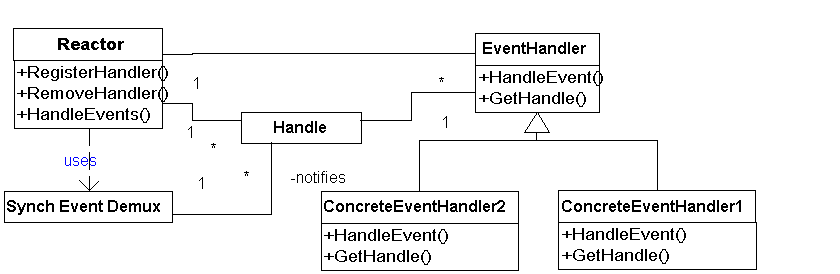 Reactor
+RegisterHandler()
+RemoveHandler()
+HandleEvents()
EventHandler
+HandleEvent()
+GetHandle()
1
*
1
*
Handle
1
uses
Synch Event Demux
1
*
-notifies
ConcreteEventHandler2
+HandleEvent()
+GetHandle()
ConcreteEventHandler1
+HandleEvent()
+GetHandle()